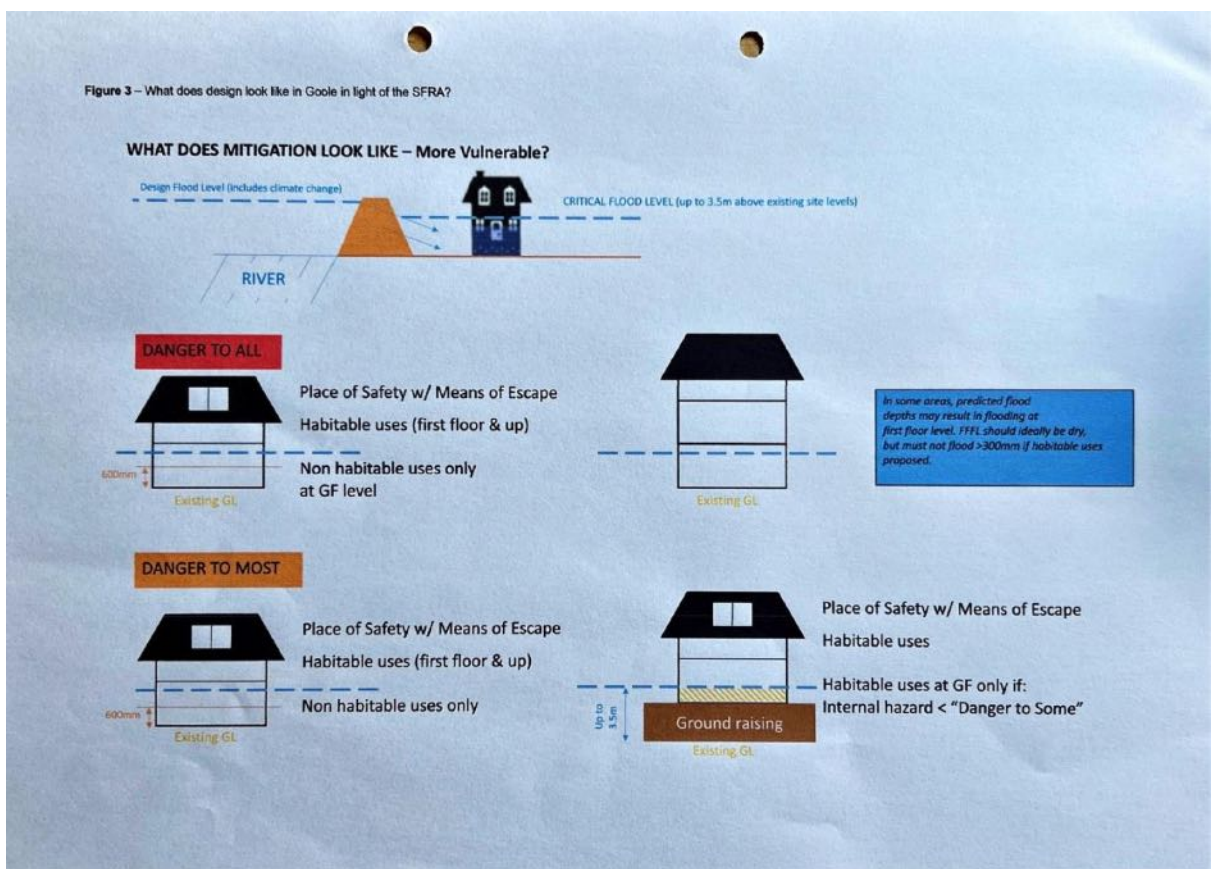 Figure 3 – What does design look like in Goole in light of the SFRA?
WHAT DOES MITIGATION LOOK LIKE – More Vulnerable?
Design Flood Level (includes climate change)
CRITICAL FLOOD LEVEL (up to 3.5m above existing site levels)
RIVER
DANGER TO ALL
Place of Safety w/ Means of Escape
Habitable uses (first floor & up)
Non habitable uses only
at GF level
600mm
Existing GL
Existing GL
In some areas, predicted flood
depths may result in flooding at
first floor level. FFFL should ideally be dry,
but must not flood >300mm if habitable uses
proposed.
DANGER TO MOST
Place of Safety w/ Means of Escape
Habitable uses (first floor & up)
Non habitable uses only
600mm
Existing GL
Place of Safety w/ Means of Escape
Habitable uses
Habitable uses at GF only if:
Internal hazard < “Danger to Some”
Up to
3.5m
Ground raising
Existing GL